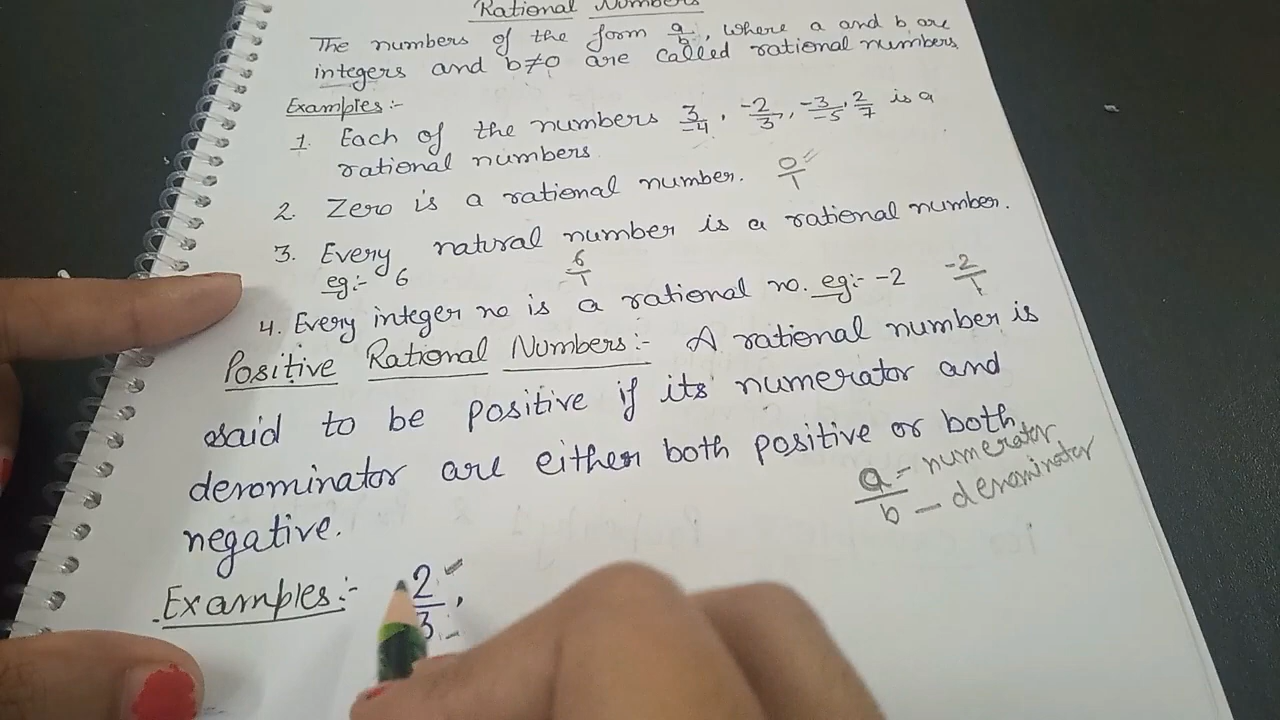 Rational Numbers
The numbers of the form a/b, where a and b are
integers and b≠0 are called rational numbers
Examples:-
1. Each of the numbers 3/-4, -2/3, -3/-5, 2/7 is a
rational numbers
2. Zero is a rational number. 0/1
3. Every natural number is a rational number.
eg:- 6 6/1
4. Every integer no is a rational no. eg:- -2 -2/1
Positive Rational Numbers:- A rational number is
said to be positive if its numerator and
denominator are either both positive or both
negative.
a - numerator
b - denominator
Examples:- 2/3,